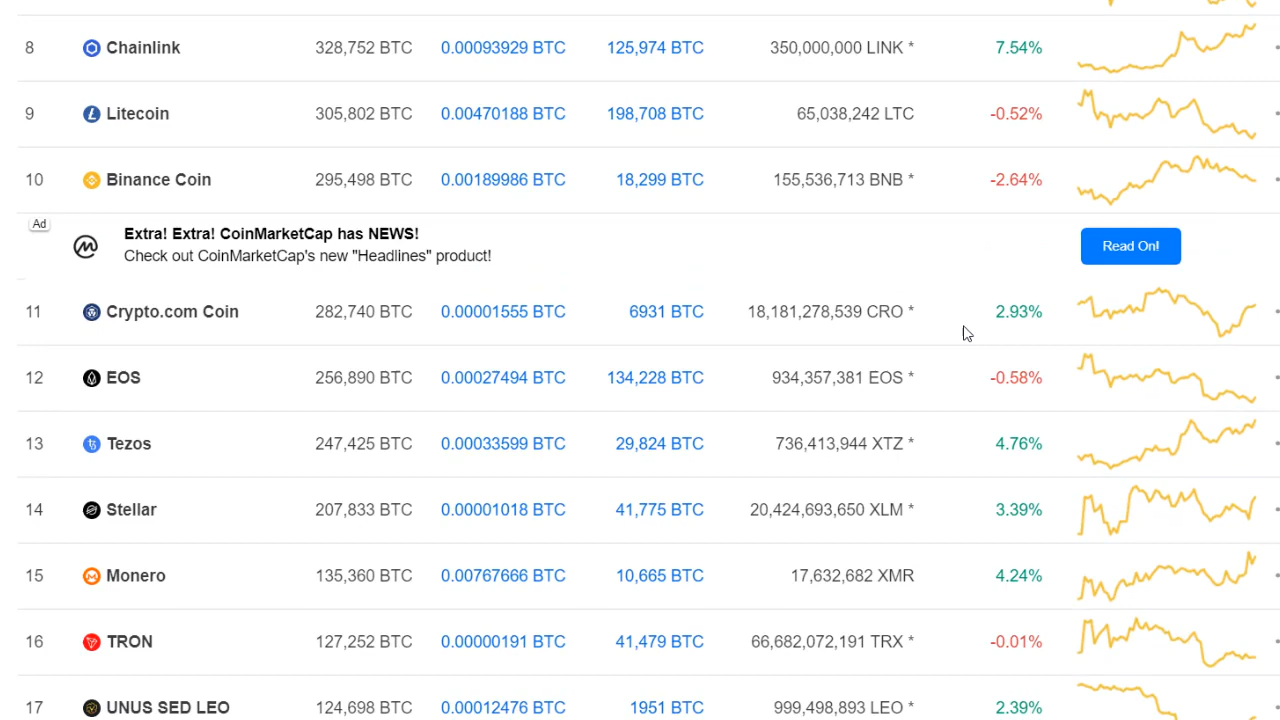 8 Chainlink 328,752 BTC 0.00093929 BTC 125,974 BTC 350,000,000 LINK * 7.54%
9 Litecoin 305,802 BTC 0.00470188 BTC 198,708 BTC 65,038,242 LTC -0.52%
10 Binance Coin 295,498 BTC 0.00189986 BTC 18,299 BTC 155,536,713 BNB * -2.64%
Ad
Extra! Extra! CoinMarketCap has NEWS!
Check out CoinMarketCap's new "Headlines" product!
Read On!
11 Crypto.com Coin 282,740 BTC 0.00001555 BTC 6931 BTC 18,181,278,539 CRO * 2.93%
12 EOS 256,890 BTC 0.00027494 BTC 134,228 BTC 934,357,381 EOS * -0.58%
13 Tezos 247,425 BTC 0.00033599 BTC 29,824 BTC 736,413,944 XTZ * 4.76%
14 Stellar 207,833 BTC 0.00001018 BTC 41,775 BTC 20,424,693,650 XLM * 3.39%
15 Monero 135,360 BTC 0.00767666 BTC 10,665 BTC 17,632,682 XMR 4.24%
16 TRON 127,252 BTC 0.00000191 BTC 41,479 BTC 66,682,072,191 TRX * -0.01%
17 UNUS SED LEO 124,698 BTC 0.00012476 BTC 1951 BTC 999,498,893 LEO * 2.39%